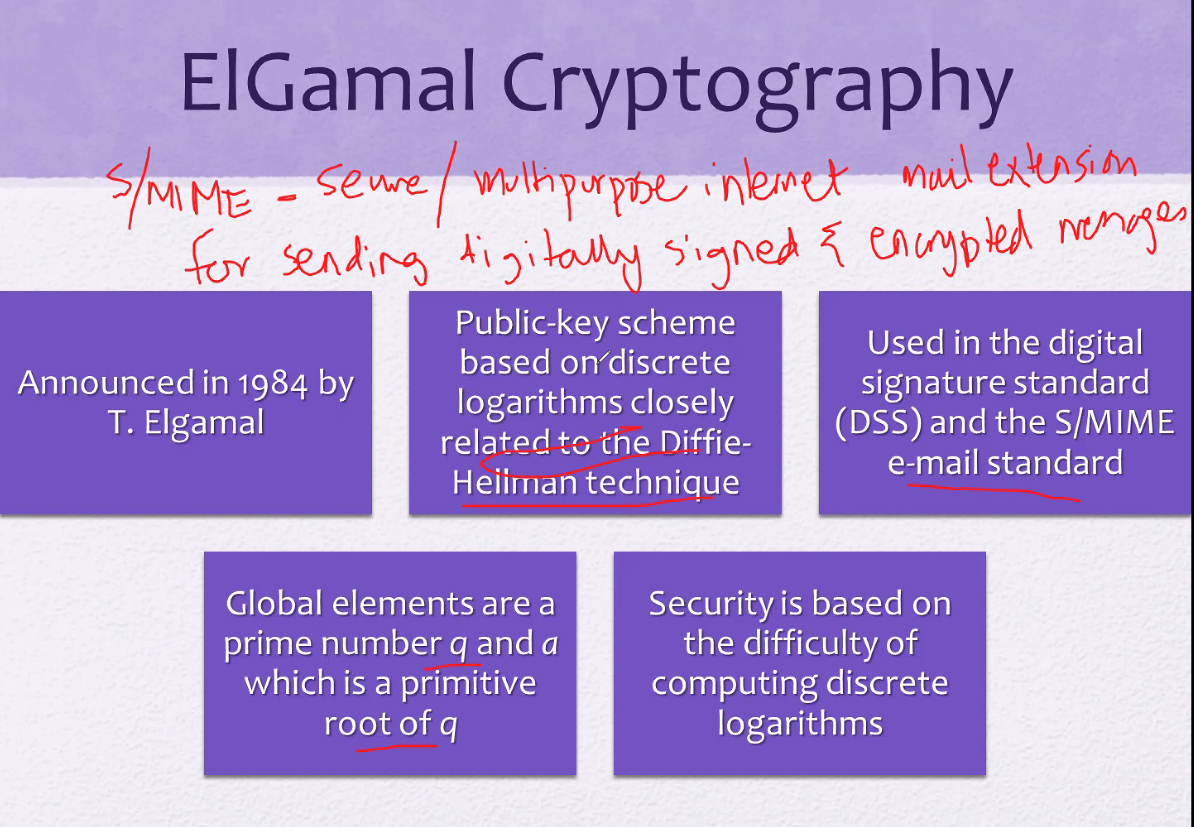 ElGamal Cryptography
S/MIME - Secure/ multipurpose internet mail extension
for sending digitally signed & encrypted messages
Announced in 1984 by
T. Elgamal
Public-key scheme
based on discrete
logarithms closely
related to the Diffie-
Hellman technique
Used in the digital
signature standard
(DSS) and the S/MIME
e-mail standard
Global elements are a
prime number q and a
which is a primitive
root of q
Security is based on
the difficulty of
computing discrete
logarithms